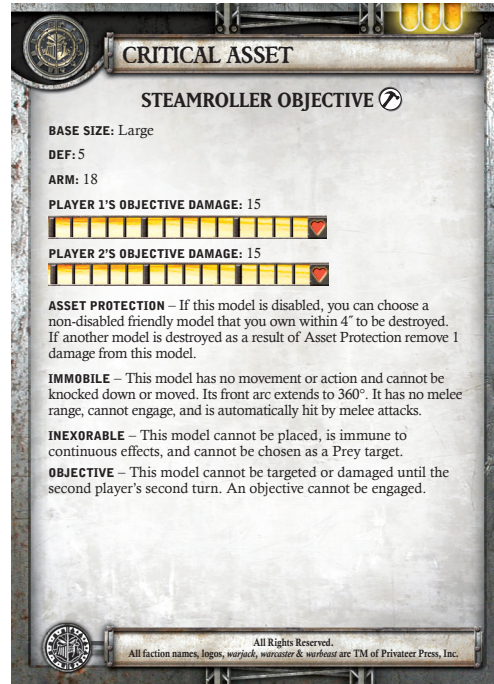 CRITICAL ASSET
STEAMROLLER OBJECTIVE
BASE SIZE: Large
DEF: 5
ARM: 18
PLAYER 1'S OBJECTIVE DAMAGE: 15
PLAYER 2'S OBJECTIVE DAMAGE: 15
ASSET PROTECTION – If this model is disabled, you can choose a
non-disabled friendly model that you own within 4˝ to be destroyed.
If another model is destroyed as a result of Asset Protection remove 1
damage from this model.
IMMOBILE – This model has no movement or action and cannot be
knocked down or moved. Its front arc extends to 360°. It has no melee
range, cannot engage, and is automatically hit by melee attacks.
INEXORABLE – This model cannot be placed, is immune to
continuous effects, and cannot be chosen as a Prey target.
OBJECTIVE – This model cannot be targeted or damaged until the
second player's second turn. An objective cannot be engaged.
All Rights Reserved.
All faction names, logos, warjack, warcaster & warbeast are TM of Privateer Press, Inc.